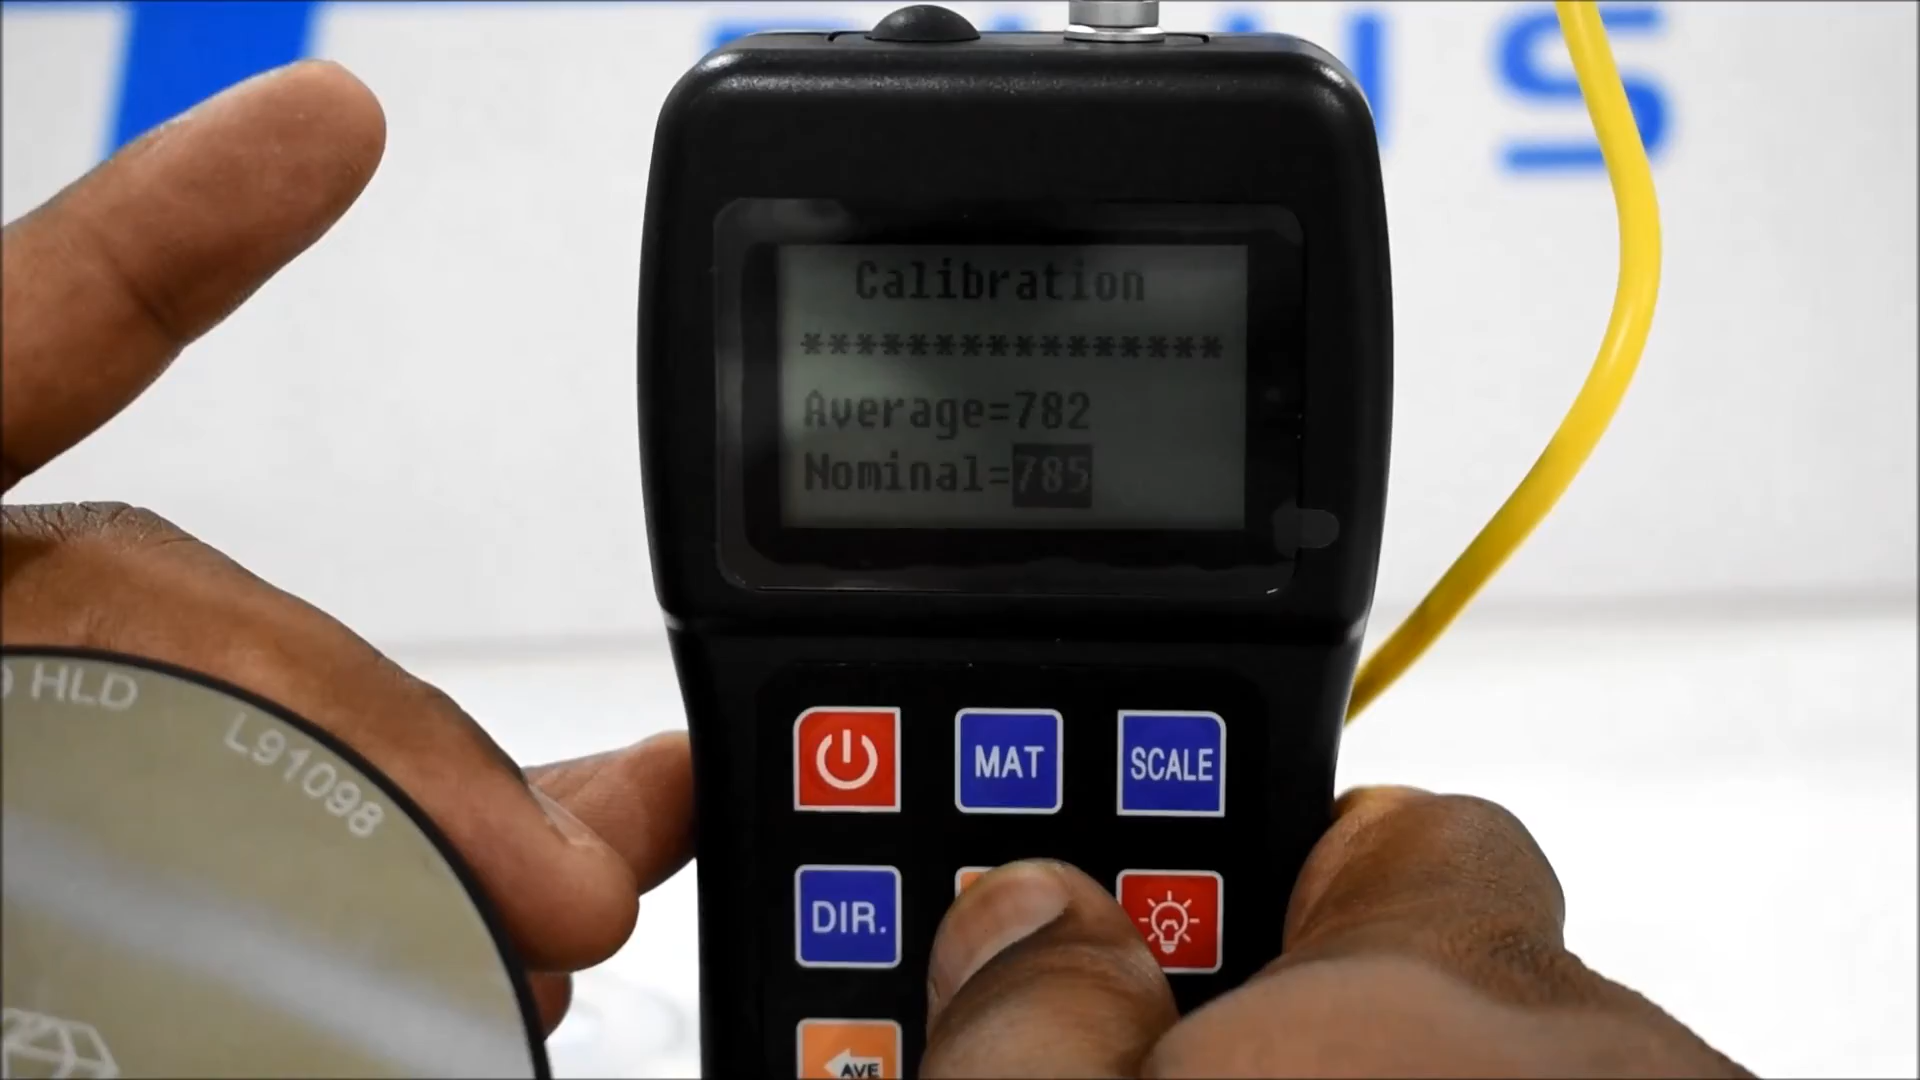 Calibration
****************
Average=782
Nominal=785
MAT
SCALE
DIR.
AVE
HLD
L91098